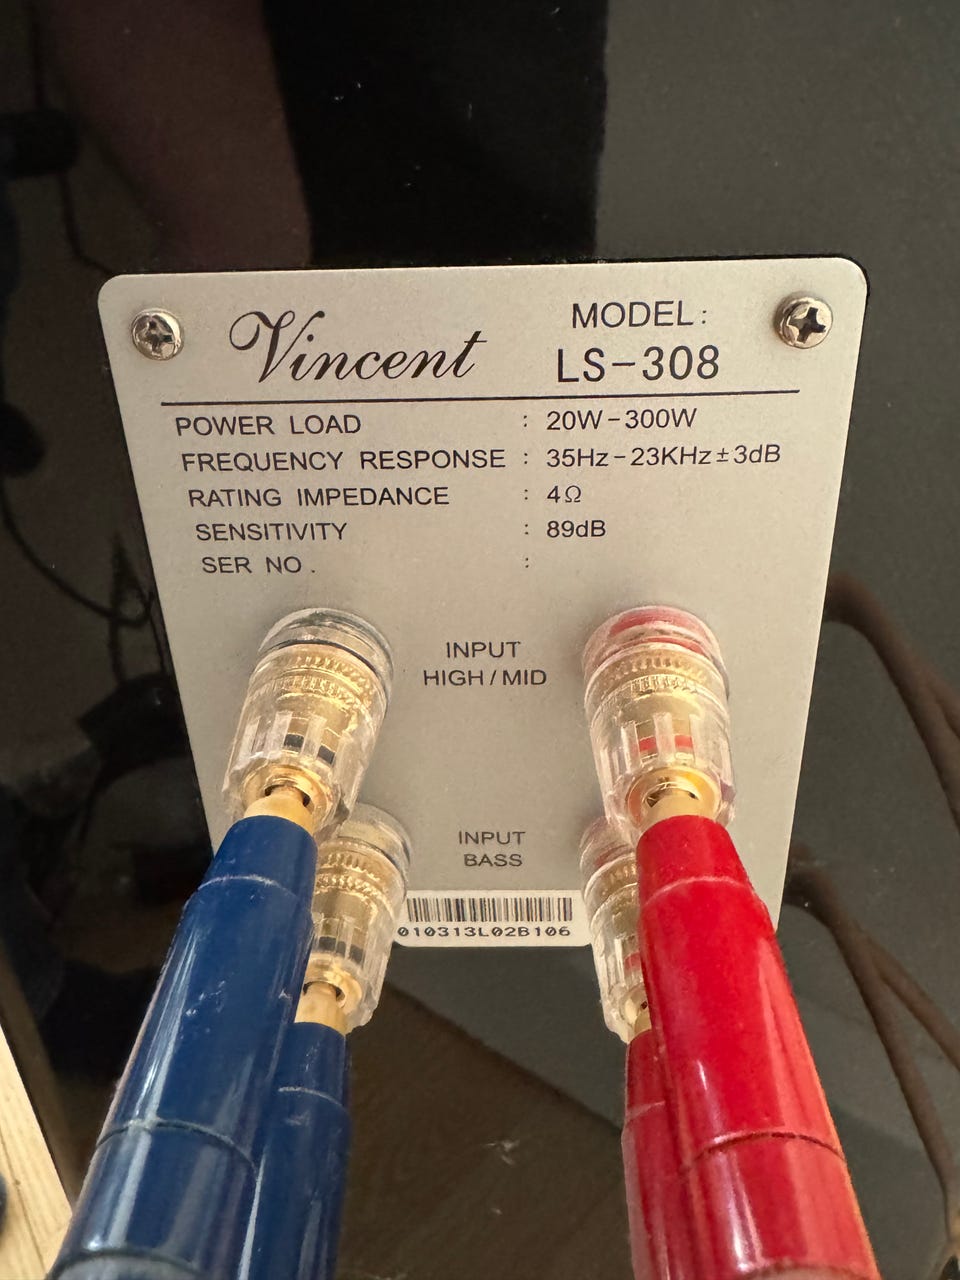 Vincent
MODEL:
LS-308
POWER LOAD : 20W-300W
FREQUENCY RESPONSE : 35Hz-23KHz±3dB
RATING IMPEDANCE : 4Ω
SENSITIVITY : 89dB
SER NO. :
INPUT
HIGH/MID
INPUT
BASS
010313L02B106